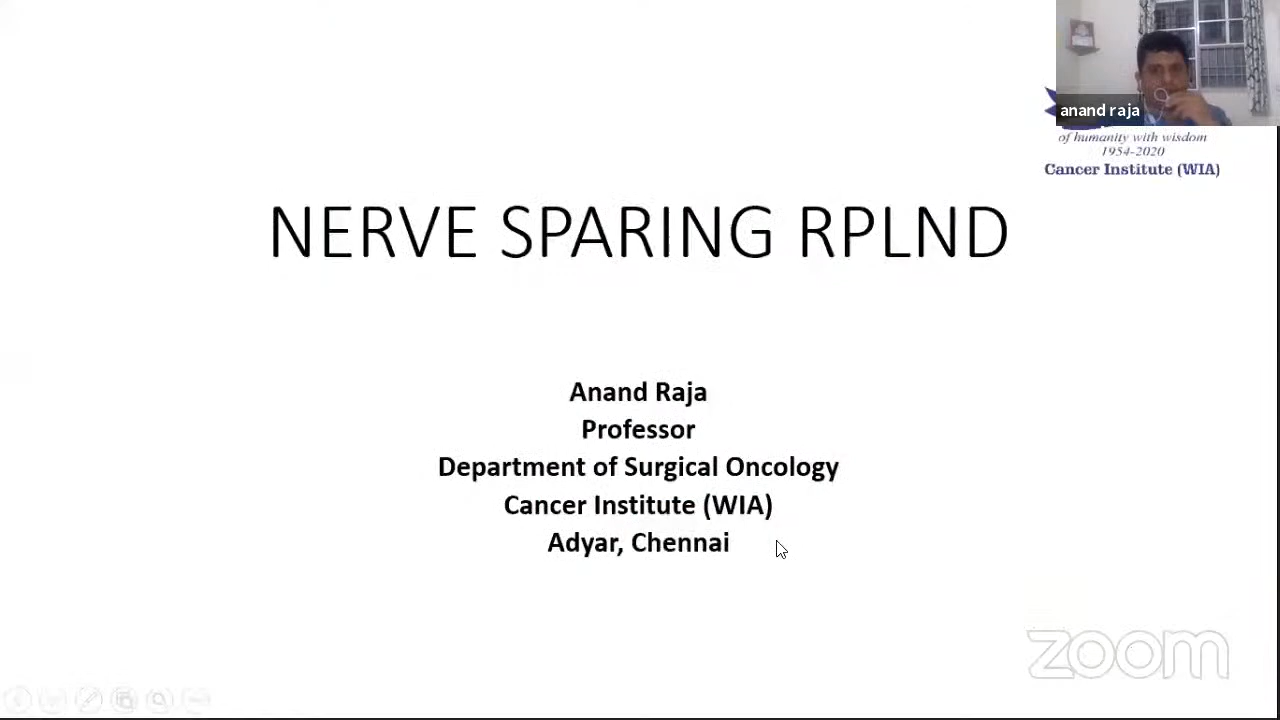 anand raja
of humanity with wisdom
1954-2020
Cancer Institute (WIA)
NERVE SPARING RPLND
Anand Raja
Professor
Department of Surgical Oncology
Cancer Institute (WIA)
Adyar, Chennai
zoom